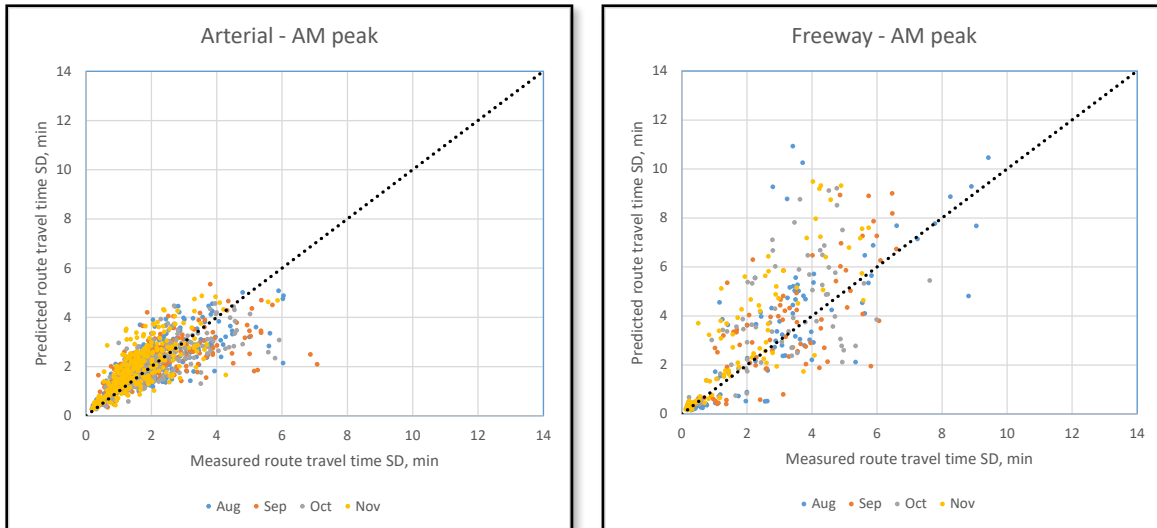 Arterial - AM peak
Predicted route travel time SD, min
14
12
10
8
6
4
2
0
0 2 4 6 8 10 12 14
Measured route travel time SD, min
Aug Sep Oct Nov
Freeway - AM peak
Predicted route travel time SD, min
14
12
10
8
6
4
2
0
0 2 4 6 8 10 12 14
Measured route travel time SD, min
Aug Sep Oct Nov